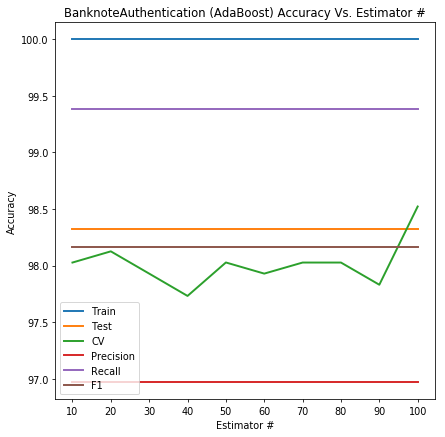 BanknoteAuthentication (AdaBoost) Accuracy Vs. Estimator #
100.0
99.5
99.0
98.5
98.0
97.5
97.0
Accuracy
Train
Test
CV
Precision
Recall
F1
10 20 30 40 50 60 70 80 90 100
Estimator #